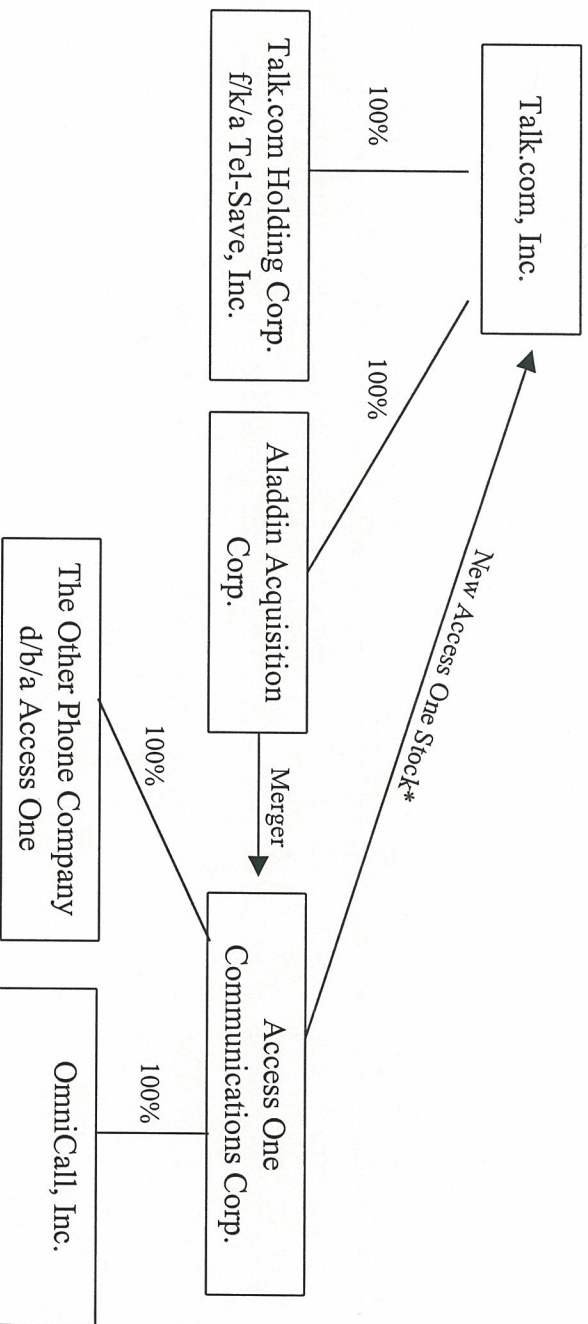 Talk.com, Inc.
100%
100%
New Access One Stock*
Talk.com Holding Corp.
f/k/a Tel-Save, Inc.
Aladdin Acquisition
Corp.
Merger
Access One
Communications Corp.
100%
100%
The Other Phone Company
d/b/a Access One
OmniCall, Inc.